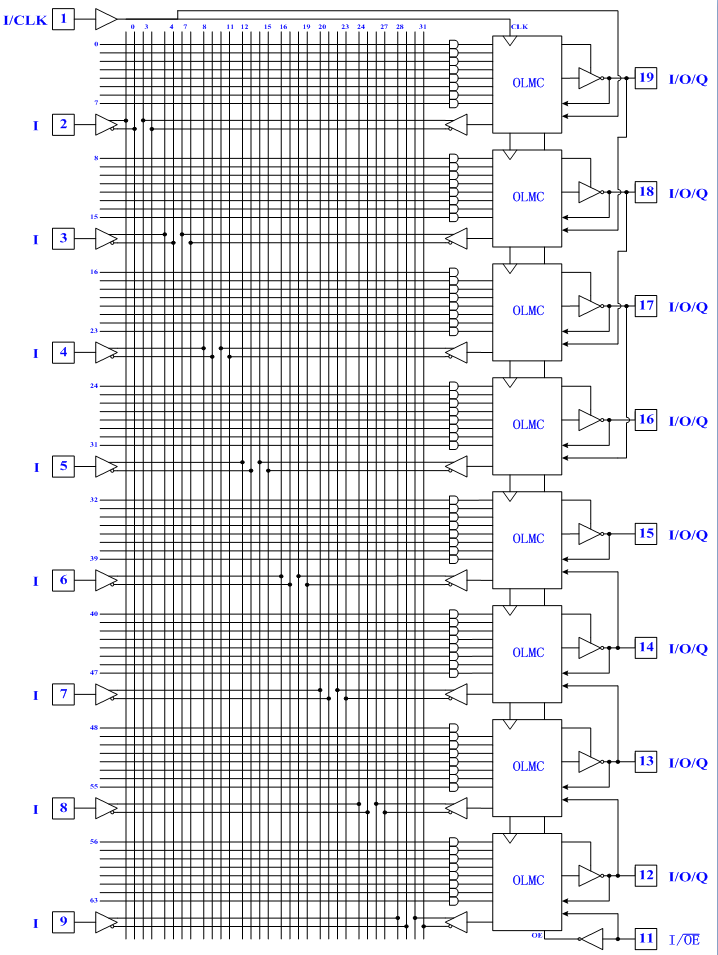 I/CLK 1
0 3 4 7 8 11 12 15 16 19 20 23 24 27 28 31
CLK
0
OLMC 19 I/O/Q
7
I 2
8
OLMC 18 I/O/Q
15
I 3
16
OLMC 17 I/O/Q
23
I 4
24
OLMC 16 I/O/Q
31
I 5
32
OLMC 15 I/O/Q
39
I 6
40
OLMC 14 I/O/Q
47
I 7
48
OLMC 13 I/O/Q
55
I 8
56
OLMC 12 I/O/Q
63
I 9
OE 11 I/O̅E̅